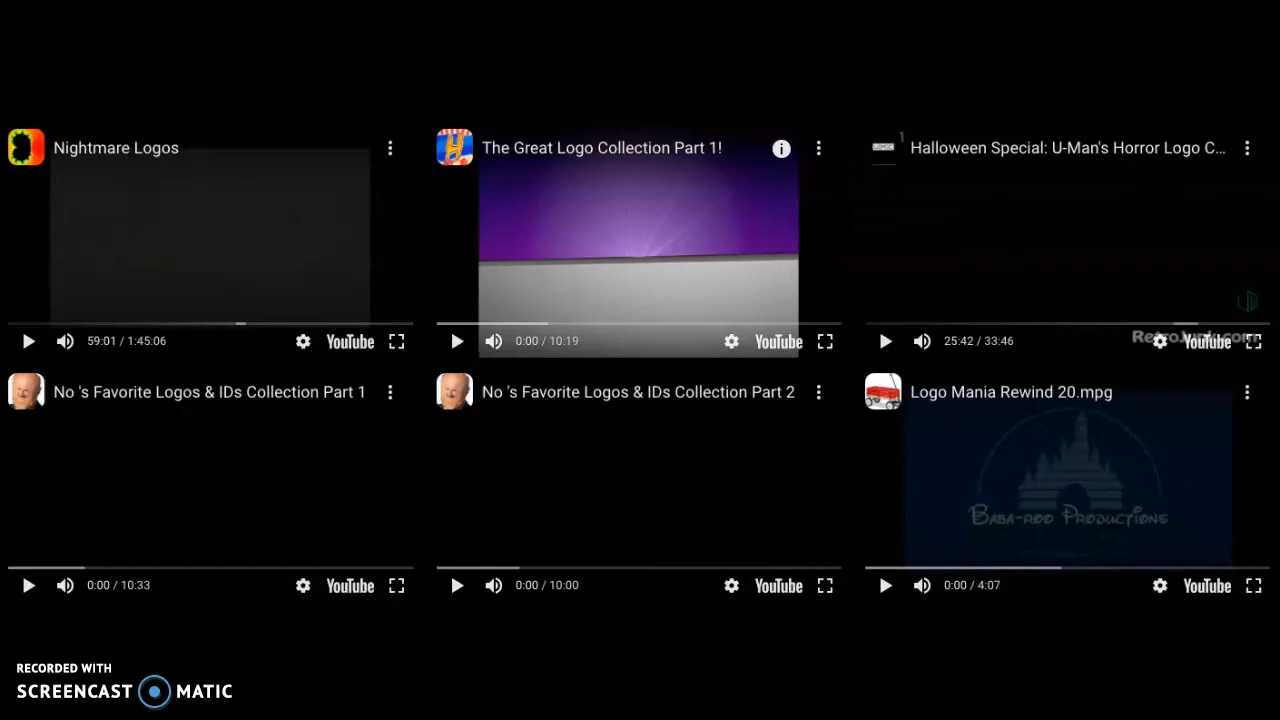 Nightmare Logos
The Great Logo Collection Part 1!
Halloween Special: U-Man's Horror Logo C...
59:01 / 1:45:06
YouTube
0:00 / 10:19
YouTube
25:42 / 33:46
RetroJunk.com
YouTube
No 's Favorite Logos & IDs Collection Part 1
No 's Favorite Logos & IDs Collection Part 2
Logo Mania Rewind 20.mpg
BABA-ROO PRODUCTIONS
0:00 / 10:33
YouTube
0:00 / 10:00
YouTube
0:00 / 4:07
YouTube
RECORDED WITH
SCREENCAST MATIC